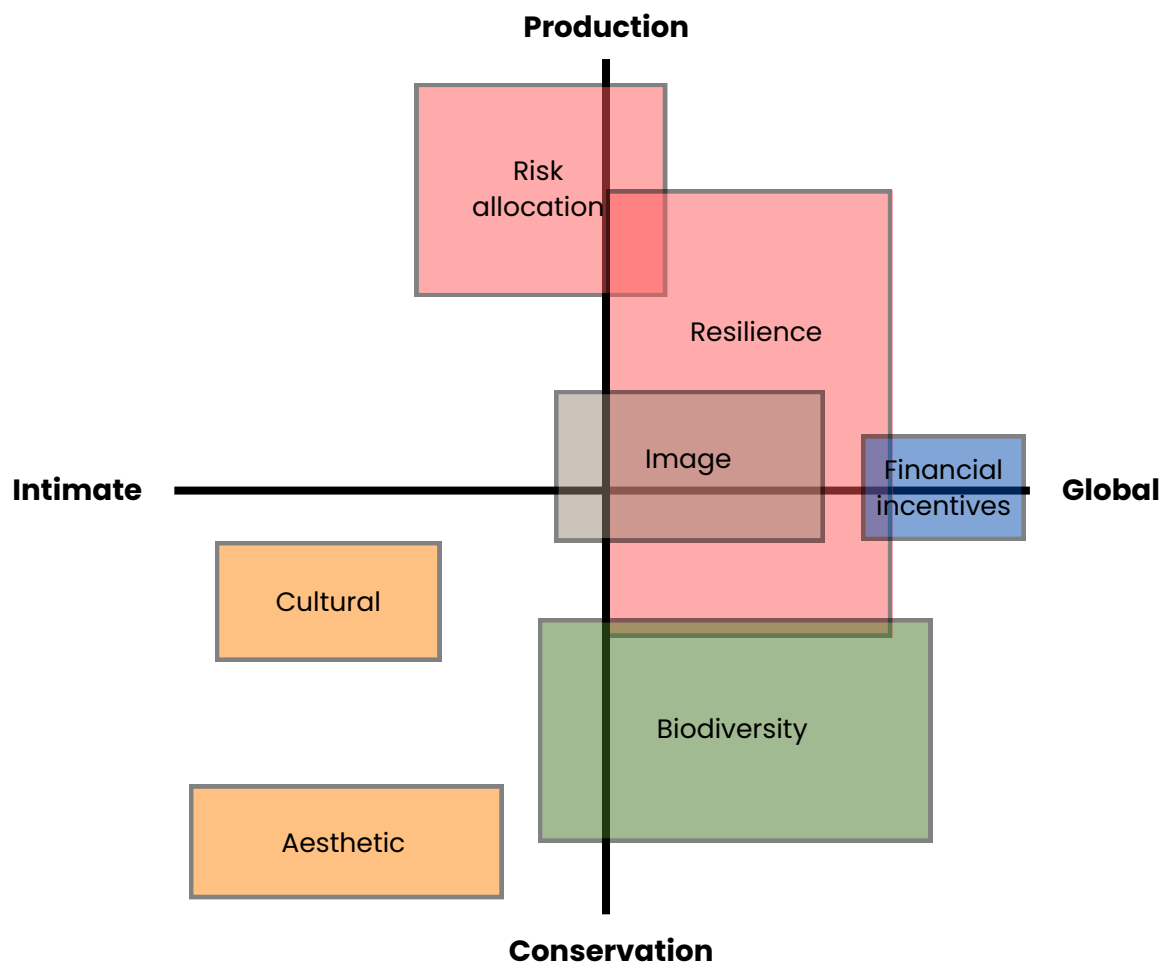 Production
Risk
allocation
Resilience
Image
Financial
incentives
Intimate
Global
Cultural
Biodiversity
Aesthetic
Conservation